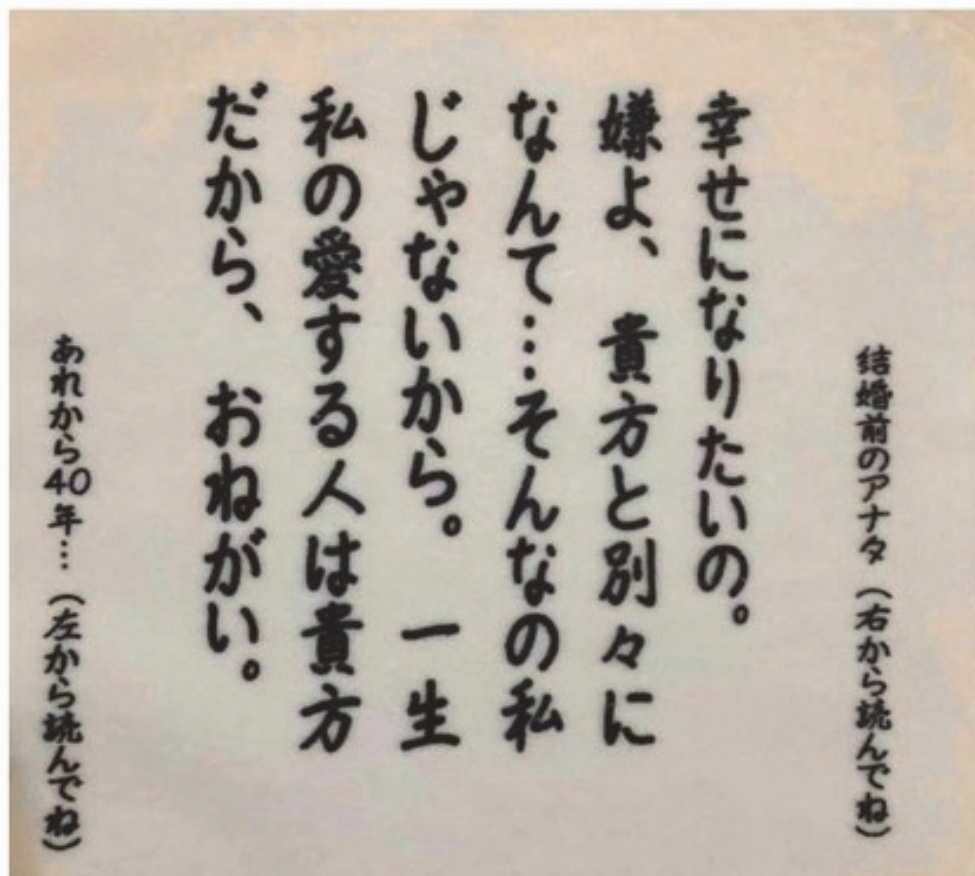 結婚前のアナタ（右から読んでね）
幸せになりたいの。
嫌よ、貴方と別々に
なんて…そんなの私
じゃないから。一生
私の愛する人は貴方
だから、おねがい。
あれから40年…（左から読んでね）